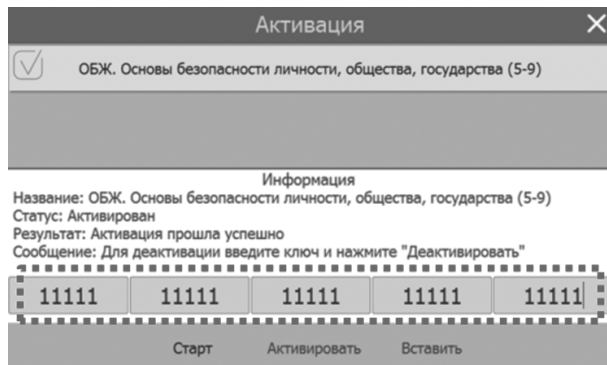 Активация
ОБЖ. Основы безопасности личности, общества, государства (5-9)
Информация
Название: ОБЖ. Основы безопасности личности, общества, государства (5-9)
Статус: Активирован
Результат: Активация прошла успешно
Сообщение: Для деактивации введите ключ и нажмите "Деактивировать"
11111 11111 11111 11111 11111
Старт Активировать Вставить